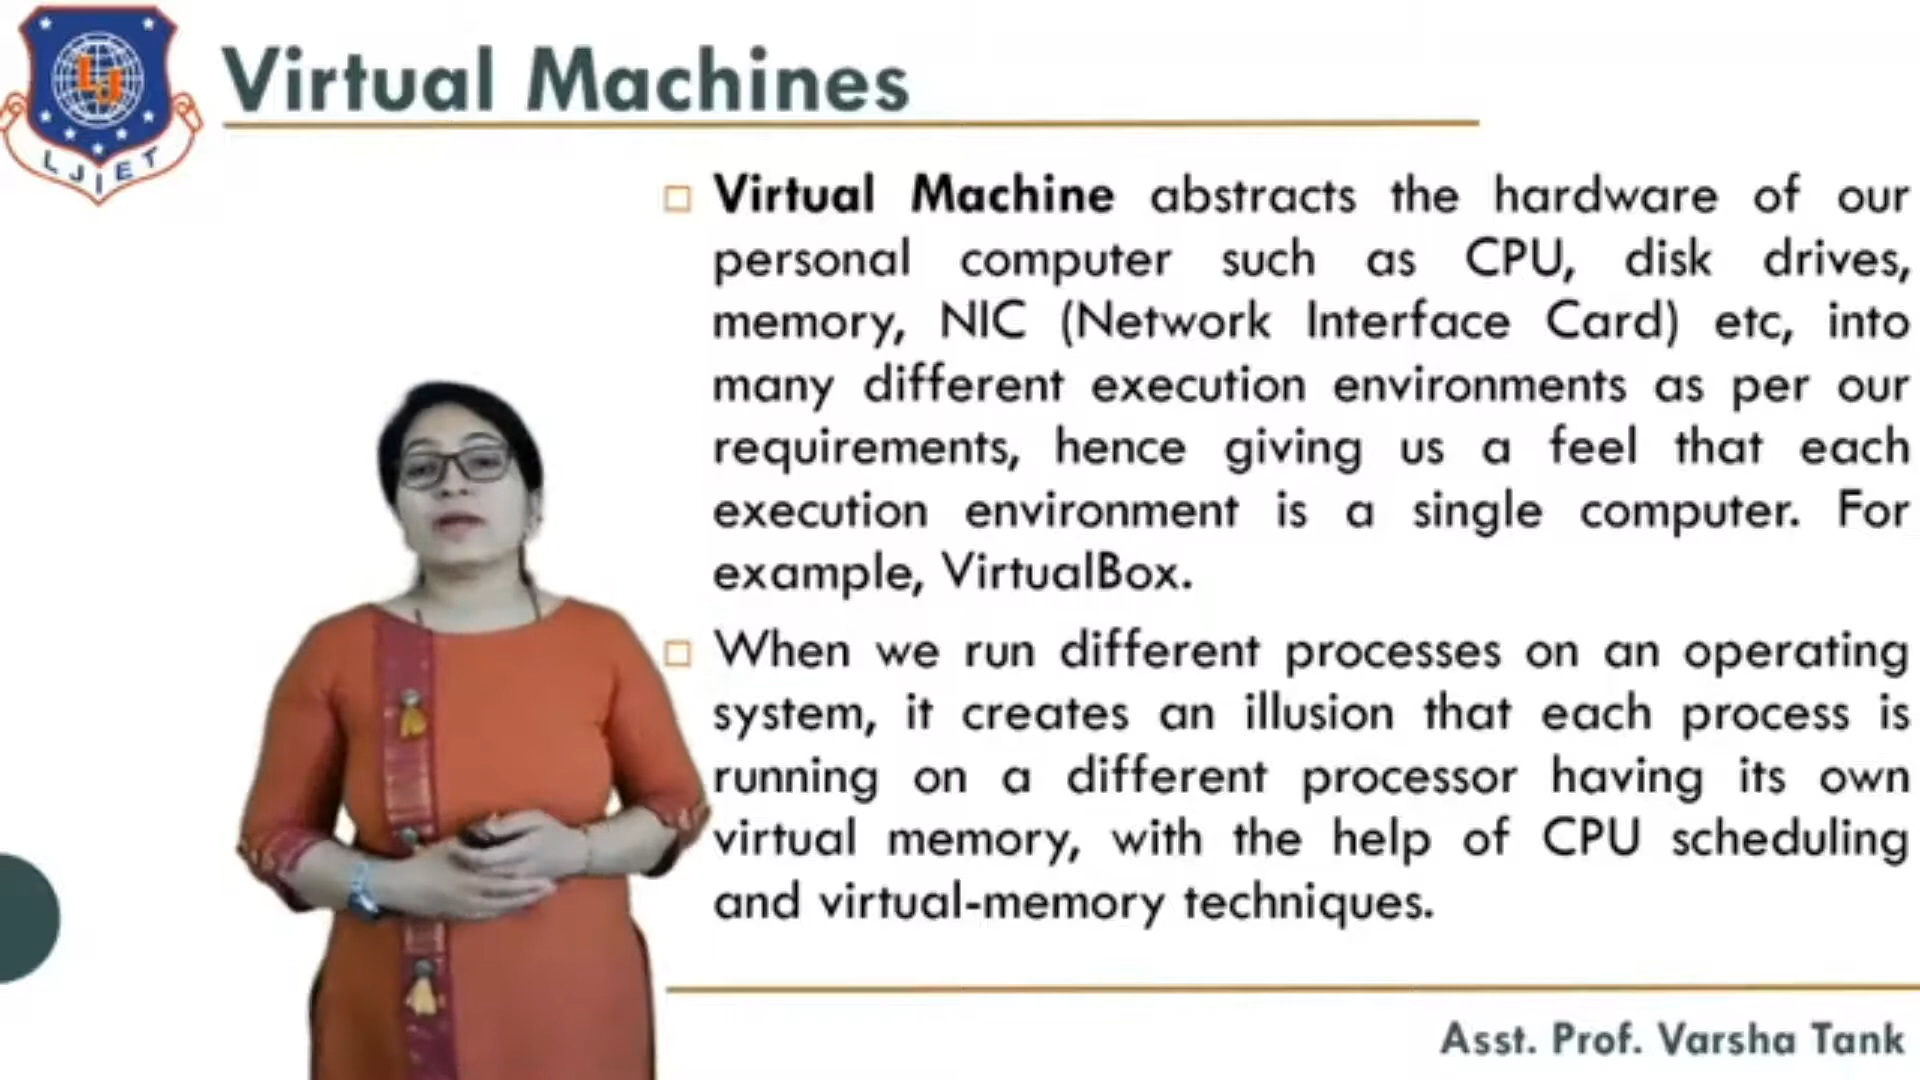 LJIET
Virtual Machines
Virtual Machine abstracts the hardware of our
personal computer such as CPU, disk drives,
memory, NIC (Network Interface Card) etc, into
many different execution environments as per our
requirements, hence giving us a feel that each
execution environment is a single computer. For
example, VirtualBox.
When we run different processes on an operating
system, it creates an illusion that each process is
running on a different processor having its own
virtual memory, with the help of CPU scheduling
and virtual-memory techniques.
Asst. Prof. Varsha Tank